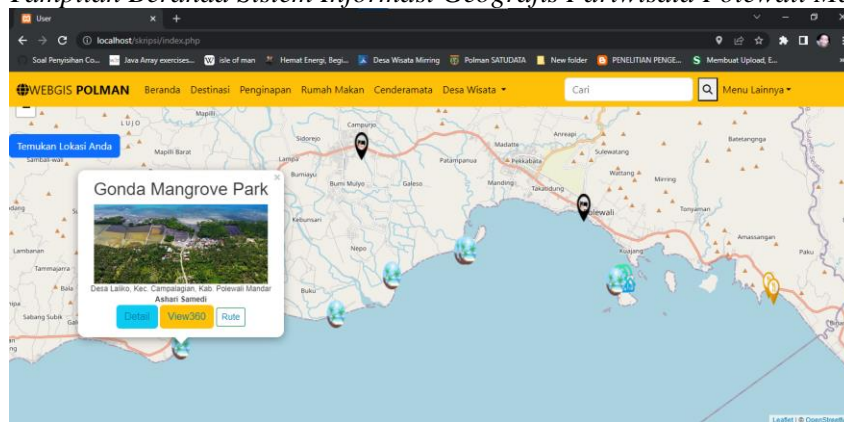 Tampilan Beranda Sistem Informasi Geografis Pariwisata Polewali Ma
User
localhost/skripsi/index.php
Soal Penyisihan Co... Java Array exercises... isle of man Hemat Energi, Begi... Desa Wisata Mirring Polman SATUDATA New folder PENELITIAN PENGE... Membuat Upload, E...
WEBGIS POLMAN Beranda Destinasi Penginapan Rumah Makan Cenderamata Desa Wisata Cari Menu Lainnya
Temukan Lokasi Anda
LUJO
Mapilli
Campurjo
Sidorejo
Mapilli Barat
Lampa
Sambali-wali
Bumiayu
Bumi Mulyo
Galeso
Patampanua
Madatte
Pekkabata
Anreapi
Sulewatang
Batetangnga
Manding
Takatidung
Wattang
Mirring
Polewali
Tonyaman
Kebunsari
Nepo
Buku
Kuajang
Amassangan
Paku
Lambanan
Tammajarra
Bala
Sabang Subik
Gonda Mangrove Park
Desa Laliko, Kec. Campalagian, Kab. Polewali Mandar
Ashari Samedi
Detail View360 Rute
Leaflet | © OpenStreetM